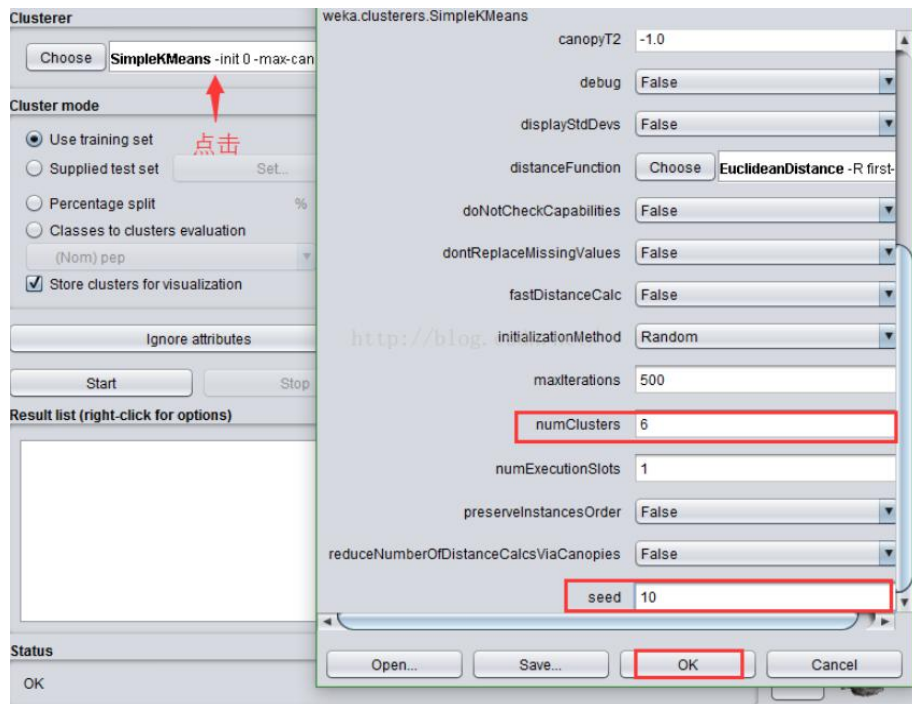 Clusterer
Choose SimpleKMeans -init 0 -max-can
点击
Cluster mode
Use training set
Supplied test set Set...
Percentage split %
Classes to clusters evaluation
(Nom) pep
Store clusters for visualization
Ignore attributes
Start Stop
Result list (right-click for options)
Status
OK
weka.clusterers.SimpleKMeans
canopyT2 -1.0
debug False
displayStdDevs False
distanceFunction Choose EuclideanDistance -R first-
doNotCheckCapabilities False
dontReplaceMissingValues False
fastDistanceCalc False
http://blog.
initializationMethod Random
maxIterations 500
numClusters 6
numExecutionSlots 1
preserveInstancesOrder False
reduceNumberOfDistanceCalcsViaCanopies False
seed 10
Open... Save... OK Cancel